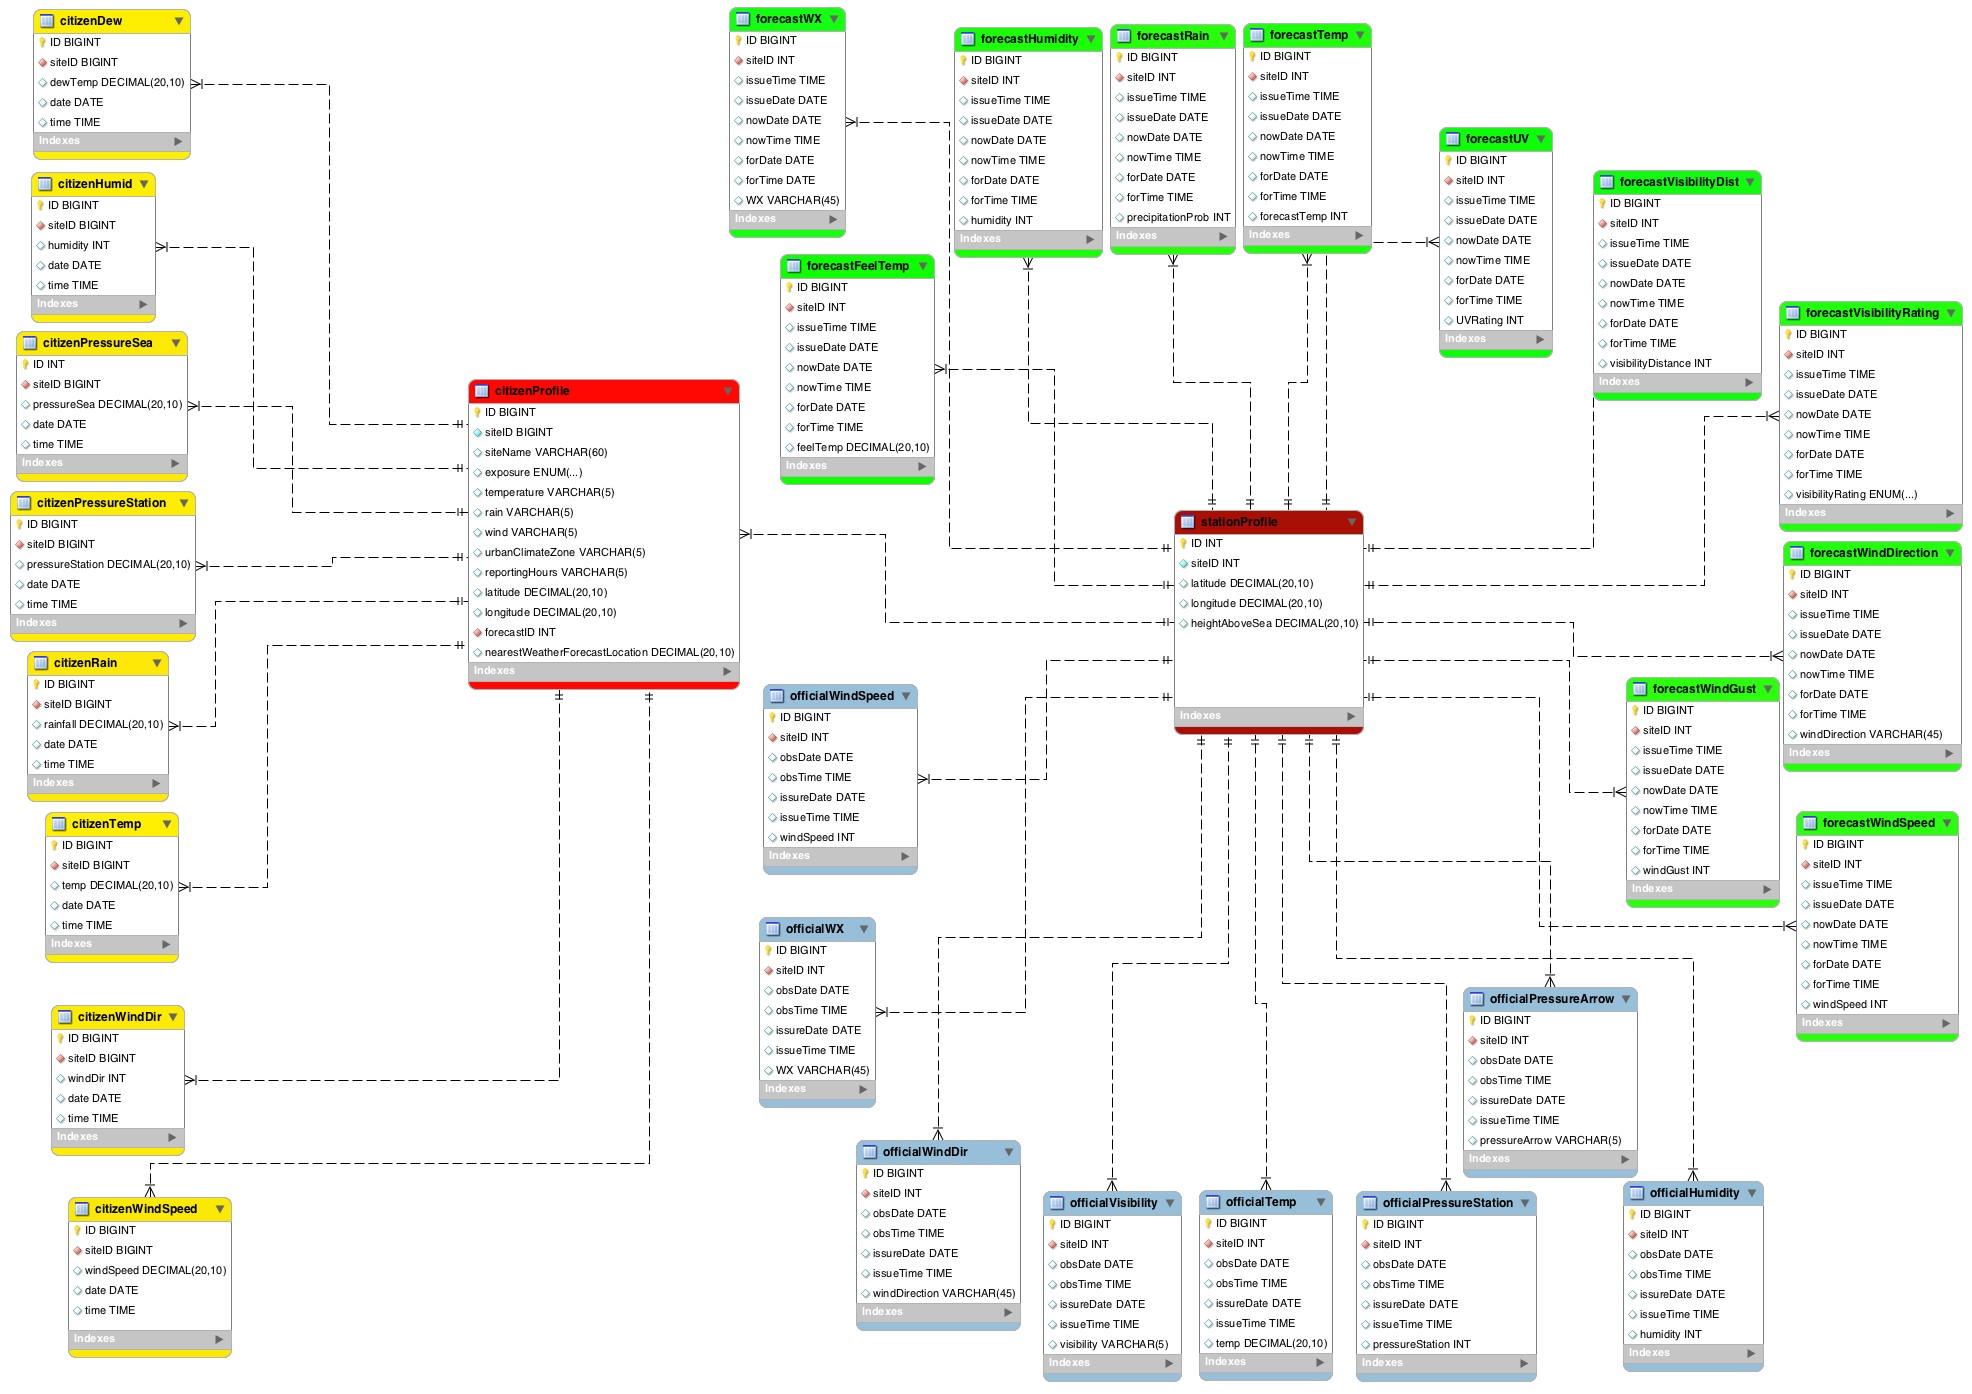 citizenDew
ID BIGINT
siteID BIGINT
dewTemp DECIMAL(20,10)
date DATE
time TIME
Indexes
citizenHumid
ID BIGINT
siteID BIGINT
humidity INT
date DATE
time TIME
Indexes
citizenPressureSea
ID INT
siteID BIGINT
pressureSea DECIMAL(20,10)
date DATE
time TIME
Indexes
citizenPressureStation
ID BIGINT
siteID BIGINT
pressureStation DECIMAL(20,10)
date DATE
time TIME
Indexes
citizenRain
ID BIGINT
siteID BIGINT
rainfall DECIMAL(20,10)
date DATE
time TIME
Indexes
citizenTemp
ID BIGINT
siteID BIGINT
temp DECIMAL(20,10)
date DATE
time TIME
Indexes
citizenWindDir
ID BIGINT
siteID BIGINT
windDir INT
date DATE
time TIME
Indexes
citizenWindSpeed
ID BIGINT
siteID BIGINT
windSpeed DECIMAL(20,10)
date DATE
time TIME
Indexes
citizenProfile
ID BIGINT
siteID BIGINT
siteName VARCHAR(60)
exposure ENUM(...)
temperature VARCHAR(5)
rain VARCHAR(5)
wind VARCHAR(5)
urbanClimateZone VARCHAR(5)
reportingHours VARCHAR(5)
latitude DECIMAL(20,10)
longitude DECIMAL(20,10)
forecastID INT
nearestWeatherForecastLocation DECIMAL(20,10)
Indexes
forecastWX
ID BIGINT
siteID INT
issueTime TIME
issueDate DATE
nowDate DATE
nowTime TIME
forDate DATE
forTime DATE
WX VARCHAR(45)
Indexes
forecastHumidity
ID BIGINT
siteID INT
issueTime TIME
issueDate DATE
nowDate DATE
nowTime TIME
forDate DATE
forTime TIME
humidity INT
Indexes
forecastRain
ID BIGINT
siteID INT
issueTime TIME
issueDate DATE
nowDate DATE
nowTime TIME
forDate DATE
forTime TIME
precipitationProb INT
Indexes
forecastTemp
ID BIGINT
siteID INT
issueTime TIME
issueDate DATE
nowDate DATE
nowTime TIME
forDate DATE
forTime TIME
forecastTemp INT
Indexes
forecastUV
ID BIGINT
siteID INT
issueTime TIME
issueDate DATE
nowDate DATE
nowTime TIME
forDate DATE
forTime TIME
UVRating INT
Indexes
forecastVisibilityDist
ID BIGINT
siteID INT
issueTime TIME
issueDate DATE
nowDate DATE
nowTime TIME
forDate DATE
forTime TIME
visibilityDistance INT
Indexes
forecastVisibilityRating
ID BIGINT
siteID INT
issueTime TIME
issueDate DATE
nowDate DATE
nowTime TIME
forDate DATE
forTime TIME
visibilityRating ENUM(...)
Indexes
forecastFeelTemp
ID BIGINT
siteID INT
issueTime TIME
issueDate DATE
nowDate DATE
nowTime TIME
forDate DATE
forTime TIME
feelTemp DECIMAL(20,10)
Indexes
stationProfile
ID INT
siteID INT
latitude DECIMAL(20,10)
longitude DECIMAL(20,10)
heightAboveSea DECIMAL(20,10)
Indexes
forecastWindDirection
ID BIGINT
siteID INT
issueTime TIME
issueDate DATE
nowDate DATE
nowTime TIME
forDate DATE
forTime TIME
windDirection VARCHAR(45)
Indexes
forecastWindGust
ID BIGINT
siteID INT
issueTime TIME
issueDate DATE
nowDate DATE
nowTime TIME
forDate DATE
forTime TIME
windGust INT
Indexes
forecastWindSpeed
ID BIGINT
siteID INT
issueTime TIME
issueDate DATE
nowDate DATE
nowTime TIME
forDate DATE
forTime TIME
windSpeed INT
Indexes
officialWindSpeed
ID BIGINT
siteID INT
obsDate DATE
obsTime TIME
issureDate DATE
issueTime TIME
windSpeed INT
Indexes
officialWX
ID BIGINT
siteID INT
obsDate DATE
obsTime TIME
issureDate DATE
issueTime TIME
WX VARCHAR(45)
Indexes
officialWindDir
ID BIGINT
siteID INT
obsDate DATE
obsTime TIME
issureDate DATE
issueTime TIME
windDirection VARCHAR(45)
Indexes
officialVisibility
ID BIGINT
siteID INT
obsDate DATE
obsTime TIME
issureDate DATE
issueTime TIME
visibility VARCHAR(5)
Indexes
officialTemp
ID BIGINT
siteID INT
obsDate DATE
obsTime TIME
issureDate DATE
issueTime TIME
temp DECIMAL(20,10)
Indexes
officialPressureStation
ID BIGINT
siteID INT
obsDate DATE
obsTime TIME
issureDate DATE
issueTime TIME
pressureStation INT
Indexes
officialPressureArrow
ID BIGINT
siteID INT
obsDate DATE
obsTime TIME
issureDate DATE
issueTime TIME
pressureArrow VARCHAR(5)
Indexes
officialHumidity
ID BIGINT
siteID INT
obsDate DATE
obsTime TIME
issureDate DATE
issueTime TIME
humidity INT
Indexes